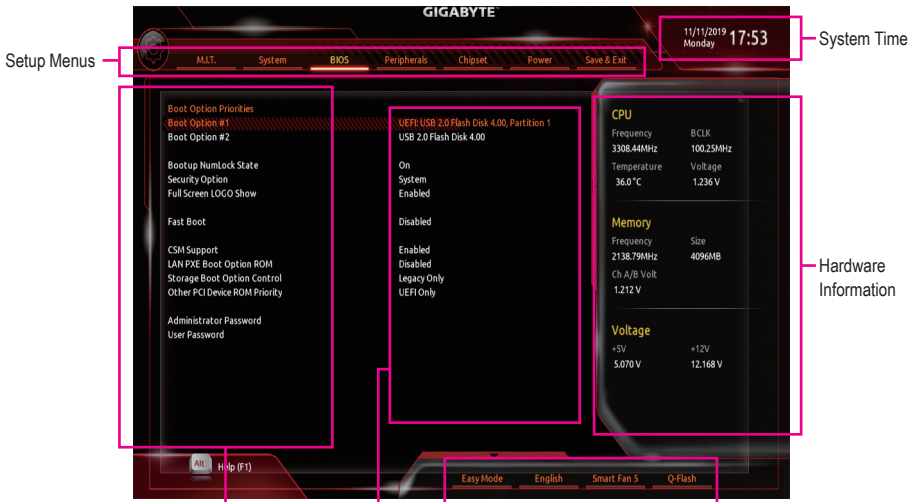 GIGABYTE™
11/11/2019
Monday
17:53
System Time
Setup Menus
M.I.T. System BIOS Peripherals Chipset Power Save & Exit
Boot Option Priorities
Boot Option #1 UEFI: USB 2.0 Flash Disk 4.00, Partition 1
Boot Option #2 USB 2.0 Flash Disk 4.00
Bootup NumLock State On
Security Option System
Full Screen LOGO Show Enabled
Fast Boot Disabled
CSM Support Enabled
LAN PXE Boot Option ROM Disabled
Storage Boot Option Control Legacy Only
Other PCI Device ROM Priority UEFI Only
Administrator Password
User Password
CPU
Frequency BCLK
3308.44MHz 100.25MHz
Temperature Voltage
36.0 °C 1.236 V
Memory
Frequency Size
2138.79MHz 4096MB
Ch A/B Volt
1.212 V
Voltage
+5V +12V
5.070 V 12.168 V
Hardware
Information
Alt Help (F1)
Easy Mode English Smart Fan 5 Q-Flash